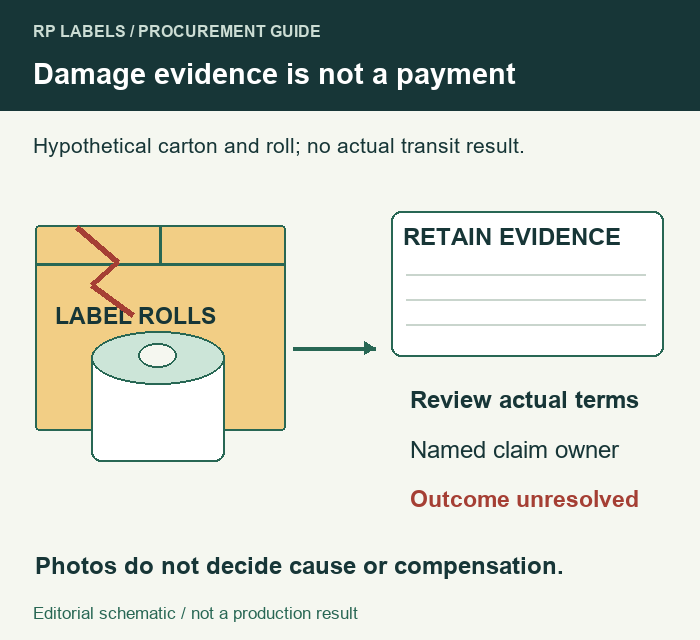 RP LABELS / PROCUREMENT GUIDE
Damage evidence is not a payment
Hypothetical carton and roll; no actual transit result.
LABEL ROLLS
RETAIN EVIDENCE
Review actual terms
Named claim owner
Outcome unresolved
Photos do not decide cause or compensation.
Editorial schematic / not a production result